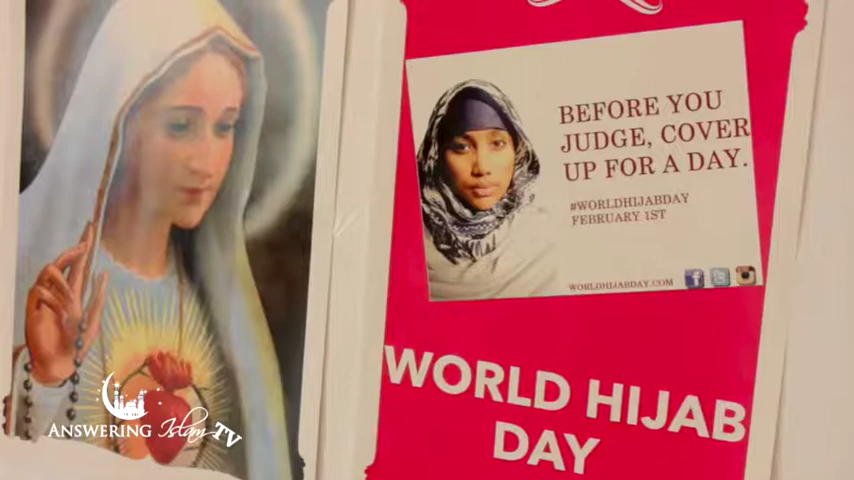 BEFORE YOU
JUDGE, COVER
UP FOR A DAY.
#WORLDHIJABDAY
FEBRUARY 1ST
WORLDHIJABDAY.COM
WORLD HIJAB
DAY
ANSWERING Islam TV